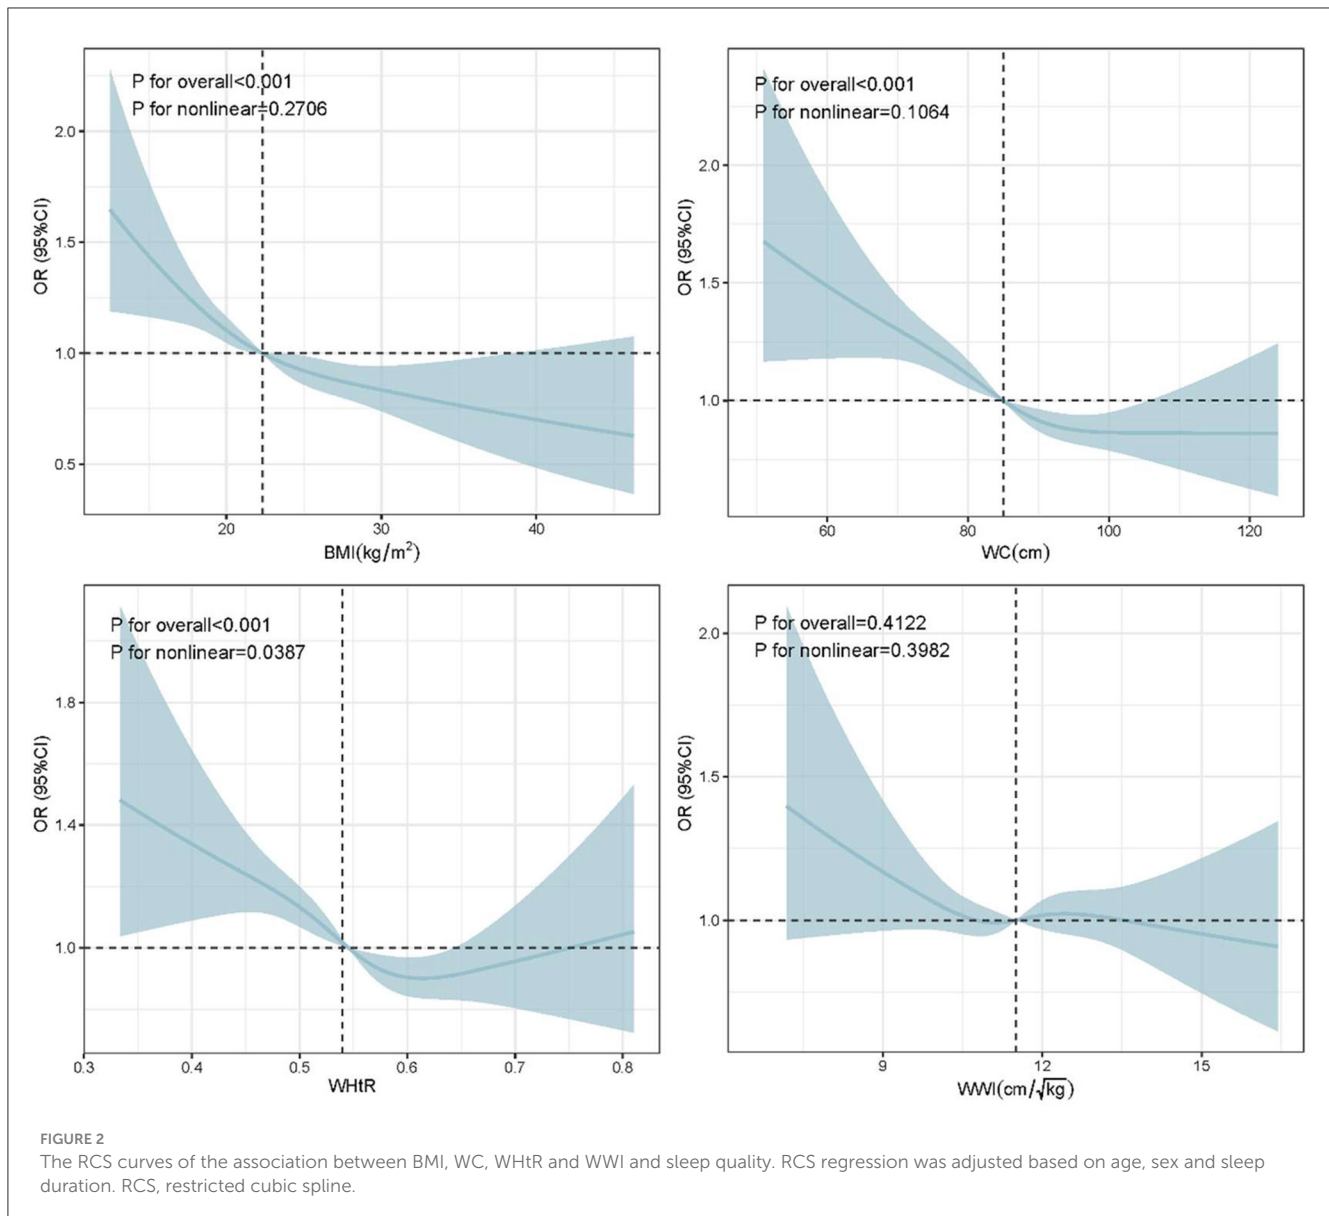 P for overall<0.001
P for nonlinear=0.2706
2.0
1.5
1.0
0.5
OR (95%CI)
20 30 40
BMI(kg/m²)
P for overall<0.001
P for nonlinear=0.1064
2.0
1.5
1.0
OR (95%CI)
60 80 100 120
WC(cm)
P for overall<0.001
P for nonlinear=0.0387
1.8
1.4
1.0
OR (95%CI)
0.3 0.4 0.5 0.6 0.7 0.8
WHtR
P for overall=0.4122
P for nonlinear=0.3982
2.0
1.5
1.0
OR (95%CI)
9 12 15
WWI(cm/√kg)
FIGURE 2
The RCS curves of the association between BMI, WC, WHtR and WWI and sleep quality. RCS regression was adjusted based on age, sex and sleep
duration. RCS, restricted cubic spline.